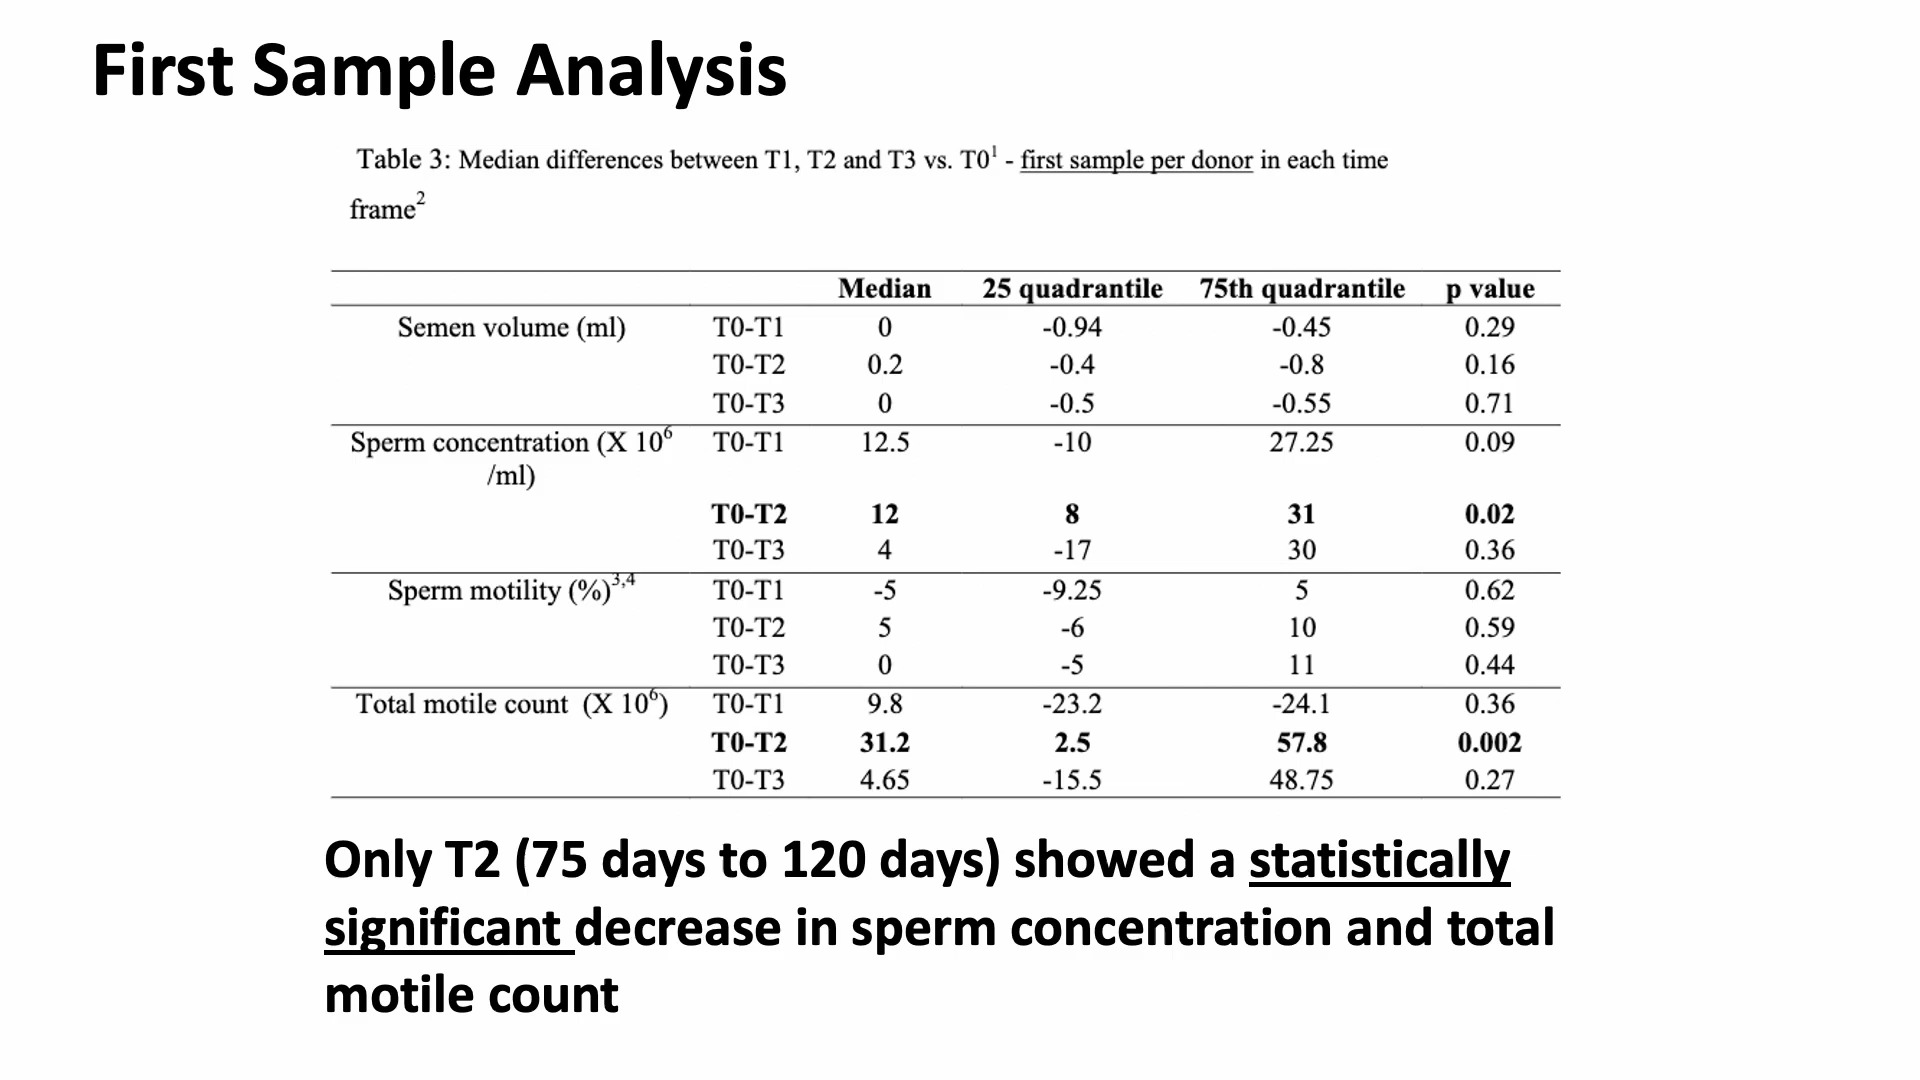 First Sample Analysis
Table 3: Median differences between T1, T2 and T3 vs. T0¹ - first sample per donor in each time
frame²
Median 25 quadrantile 75th quadrantile p value
Semen volume (ml) T0-T1 0 -0.94 -0.45 0.29
T0-T2 0.2 -0.4 -0.8 0.16
T0-T3 0 -0.5 -0.55 0.71
Sperm concentration (X 10⁶ T0-T1 12.5 -10 27.25 0.09
/ml)
T0-T2 12 8 31 0.02
T0-T3 4 -17 30 0.36
Sperm motility (%)³,⁴ T0-T1 -5 -9.25 5 0.62
T0-T2 5 -6 10 0.59
T0-T3 0 -5 11 0.44
Total motile count (X 10⁶) T0-T1 9.8 -23.2 -24.1 0.36
T0-T2 31.2 2.5 57.8 0.002
T0-T3 4.65 -15.5 48.75 0.27
Only T2 (75 days to 120 days) showed a statistically
significant decrease in sperm concentration and total
motile count